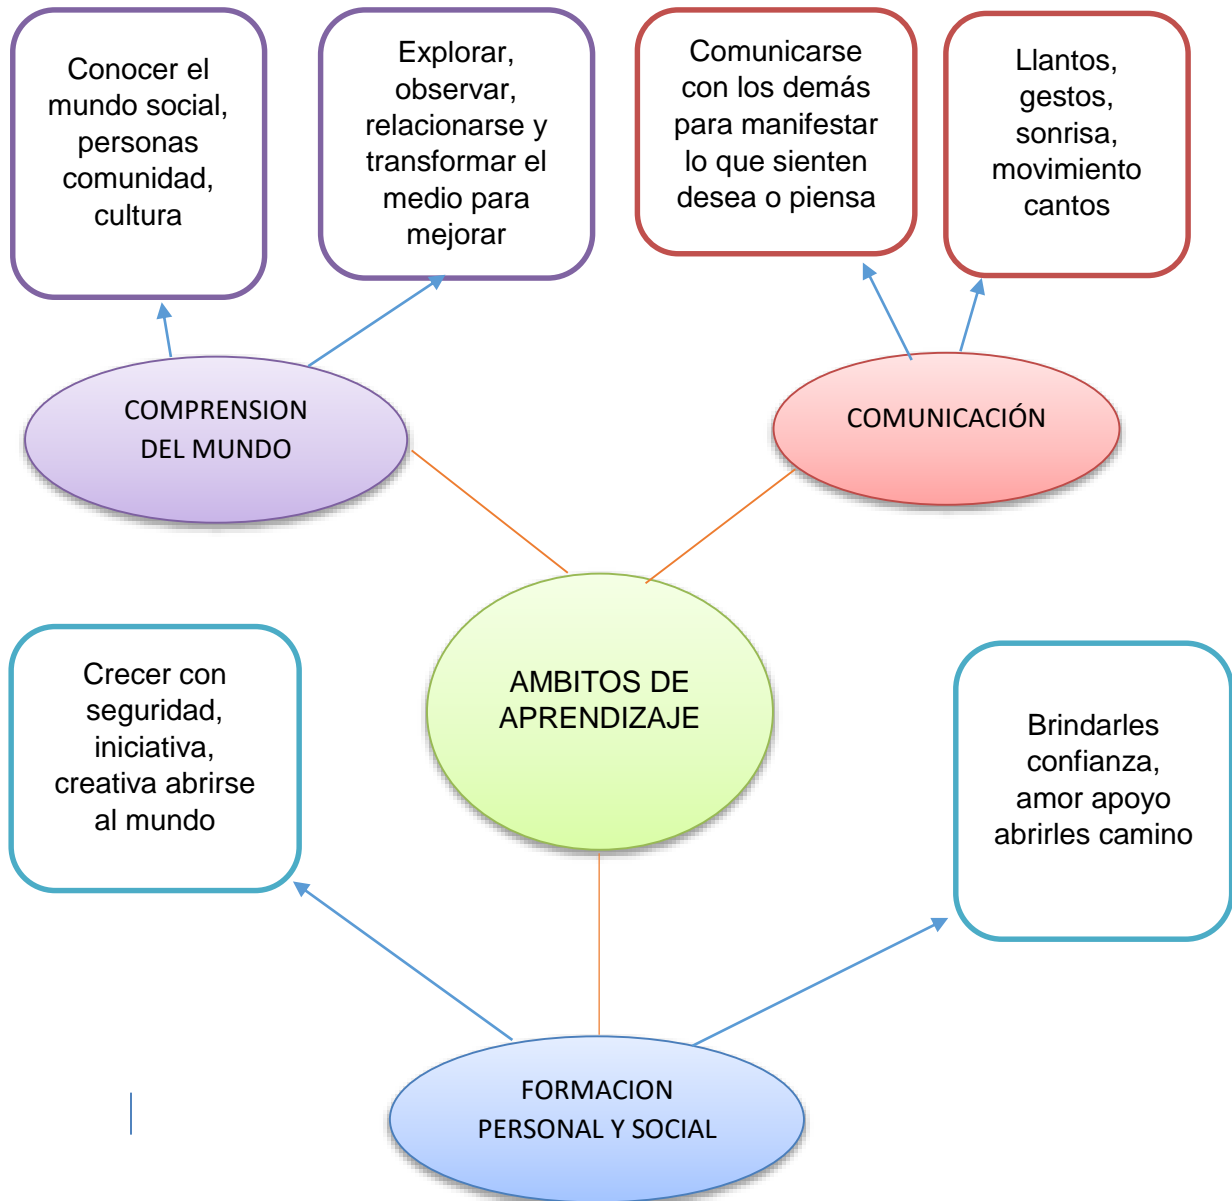 Conocer el
mundo social,
personas
comunidad,
cultura
Explorar,
observar,
relacionarse y
transformar el
medio para
mejorar
Comunicarse
con los demás
para manifestar
lo que sienten
desea o piensa
Llantos,
gestos,
sonrisa,
movimiento
cantos
COMPRENSION
DEL MUNDO
COMUNICACIÓN
AMBITOS DE
APRENDIZAJE
Crecer con
seguridad,
iniciativa,
creativa abrirse
al mundo
Brindarles
confianza,
amor apoyo
abrirles camino
FORMACION
PERSONAL Y SOCIAL